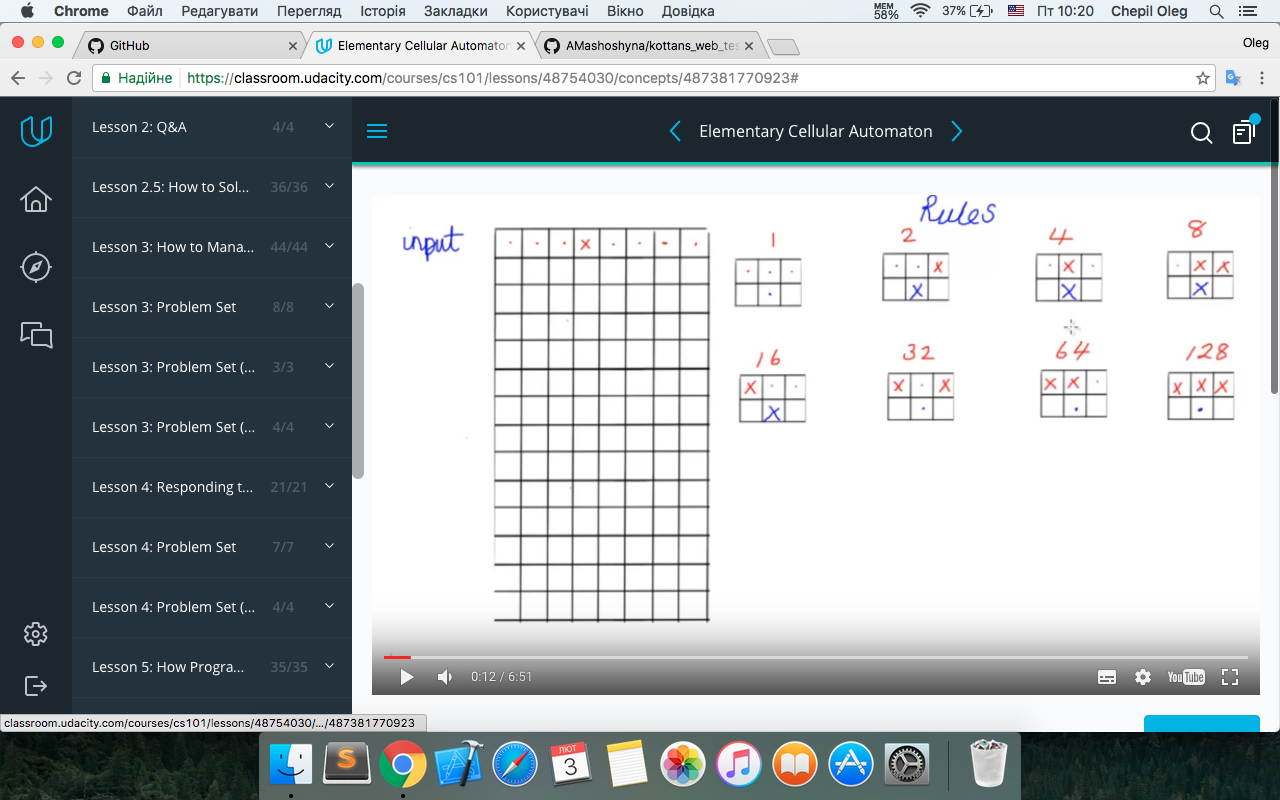 Chrome Файл Редагувати Перегляд Історія Закладки Користувачі Вікно Довідка MEM 58% 37% Пт 10:20 Chepil Oleg
GitHub Elementary Cellular Automaton AMashoshyna/kottans_web_tes Oleg
Надійне https://classroom.udacity.com/courses/cs101/lessons/48754030/concepts/487381770923#
Lesson 2: Q&A 4/4
Lesson 2.5: How to Sol... 36/36
Lesson 3: How to Mana... 44/44
Lesson 3: Problem Set 8/8
Lesson 3: Problem Set (... 3/3
Lesson 3: Problem Set (... 4/4
Lesson 4: Responding t... 21/21
Lesson 4: Problem Set 7/7
Lesson 4: Problem Set (... 4/4
Lesson 5: How Progra... 35/35
classroom.udacity.com/courses/cs101/lessons/48754030/.../487381770923
Elementary Cellular Automaton
Rules
input
. . . x . . - .
1 2 4 8
. . . . . x . x . . x x
. x x x
16 32 64 128
x . . x . x x x . x x x
x . . .
0:12 / 6:51
YouTube
ЛЮТ
3